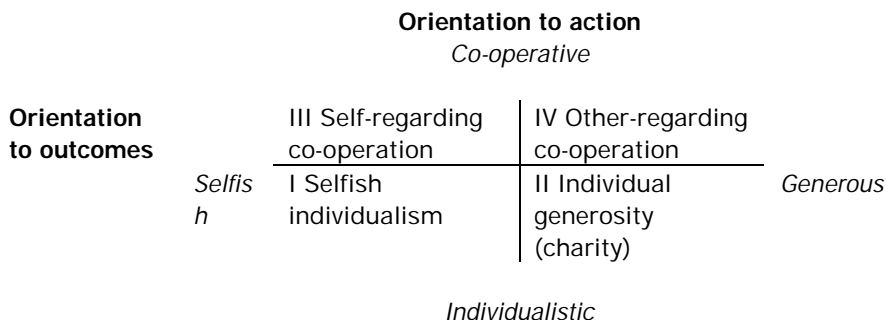 Orientation to action
Co-operative
Orientation III Self-regarding IV Other-regarding
to outcomes co-operation co-operation
Selfis I Selfish II Individual Generous
h individualism generosity
(charity)
Individualistic